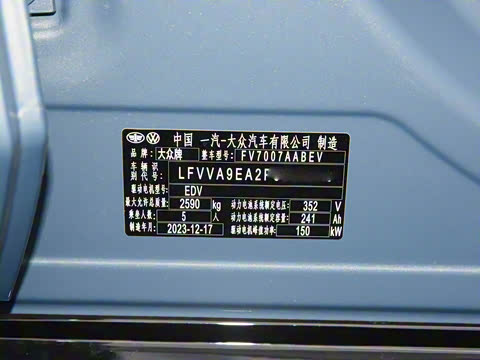 中国 一汽-大众汽车有限公司 制造
品牌: 大众牌 整车型号: FV7007AABEV
车辆识别代号: LFVVA9EA2
驱动电机型号: EDV
最大允许总质量: 2590 kg 动力电池系统额定电压: 352 V
乘坐人数: 5 人 动力电池系统额定容量: 241 Ah
制造年月: 2023-12-17 驱动电机峰值功率: 150 kW